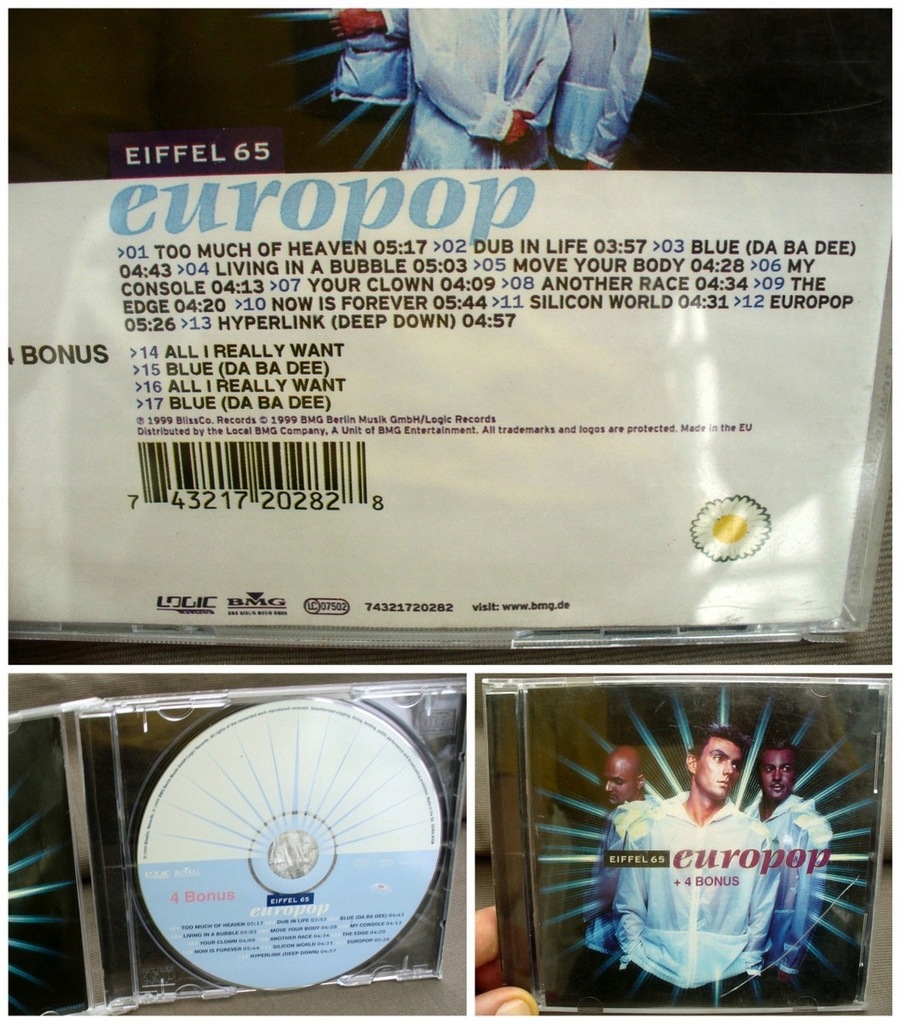 EIFFEL 65
europop
>01 TOO MUCH OF HEAVEN 05:17 >02 DUB IN LIFE 03:57 >03 BLUE (DA BA DEE)
04:43 >04 LIVING IN A BUBBLE 05:03 >05 MOVE YOUR BODY 04:28 >06 MY
CONSOLE 04:13 >07 YOUR CLOWN 04:09 >08 ANOTHER RACE 04:34 >09 THE
EDGE 04:20 >10 NOW IS FOREVER 05:44 >11 SILICON WORLD 04:31 >12 EUROPOP
05:26 >13 HYPERLINK (DEEP DOWN) 04:57
4 BONUS >14 ALL I REALLY WANT
>15 BLUE (DA BA DEE)
>16 ALL I REALLY WANT
>17 BLUE (DA BA DEE)
℗ 1999 BlissCo. Records © 1999 BMG Berlin Musik GmbH/Logic Records
Distributed by the Local BMG Company, A Unit of BMG Entertainment. All trademarks and logos are protected. Made in the EU
7 43217 20282 8
LOGIC BMG LC 07502 74321720282 visit: www.bmg.de
LOGIC BMG
4 Bonus
EIFFEL 65
europop
TOO MUCH OF HEAVEN 05:17 DUB IN LIFE 03:57 BLUE (DA BA DEE) 04:43
LIVING IN A BUBBLE 05:03 MOVE YOUR BODY 04:28 MY CONSOLE 04:13
YOUR CLOWN 04:09 ANOTHER RACE 04:34 THE EDGE 04:20
NOW IS FOREVER 05:44 SILICON WORLD 04:31 EUROPOP 05:26
HYPERLINK (DEEP DOWN) 04:57
EIFFEL 65 europop
+ 4 BONUS